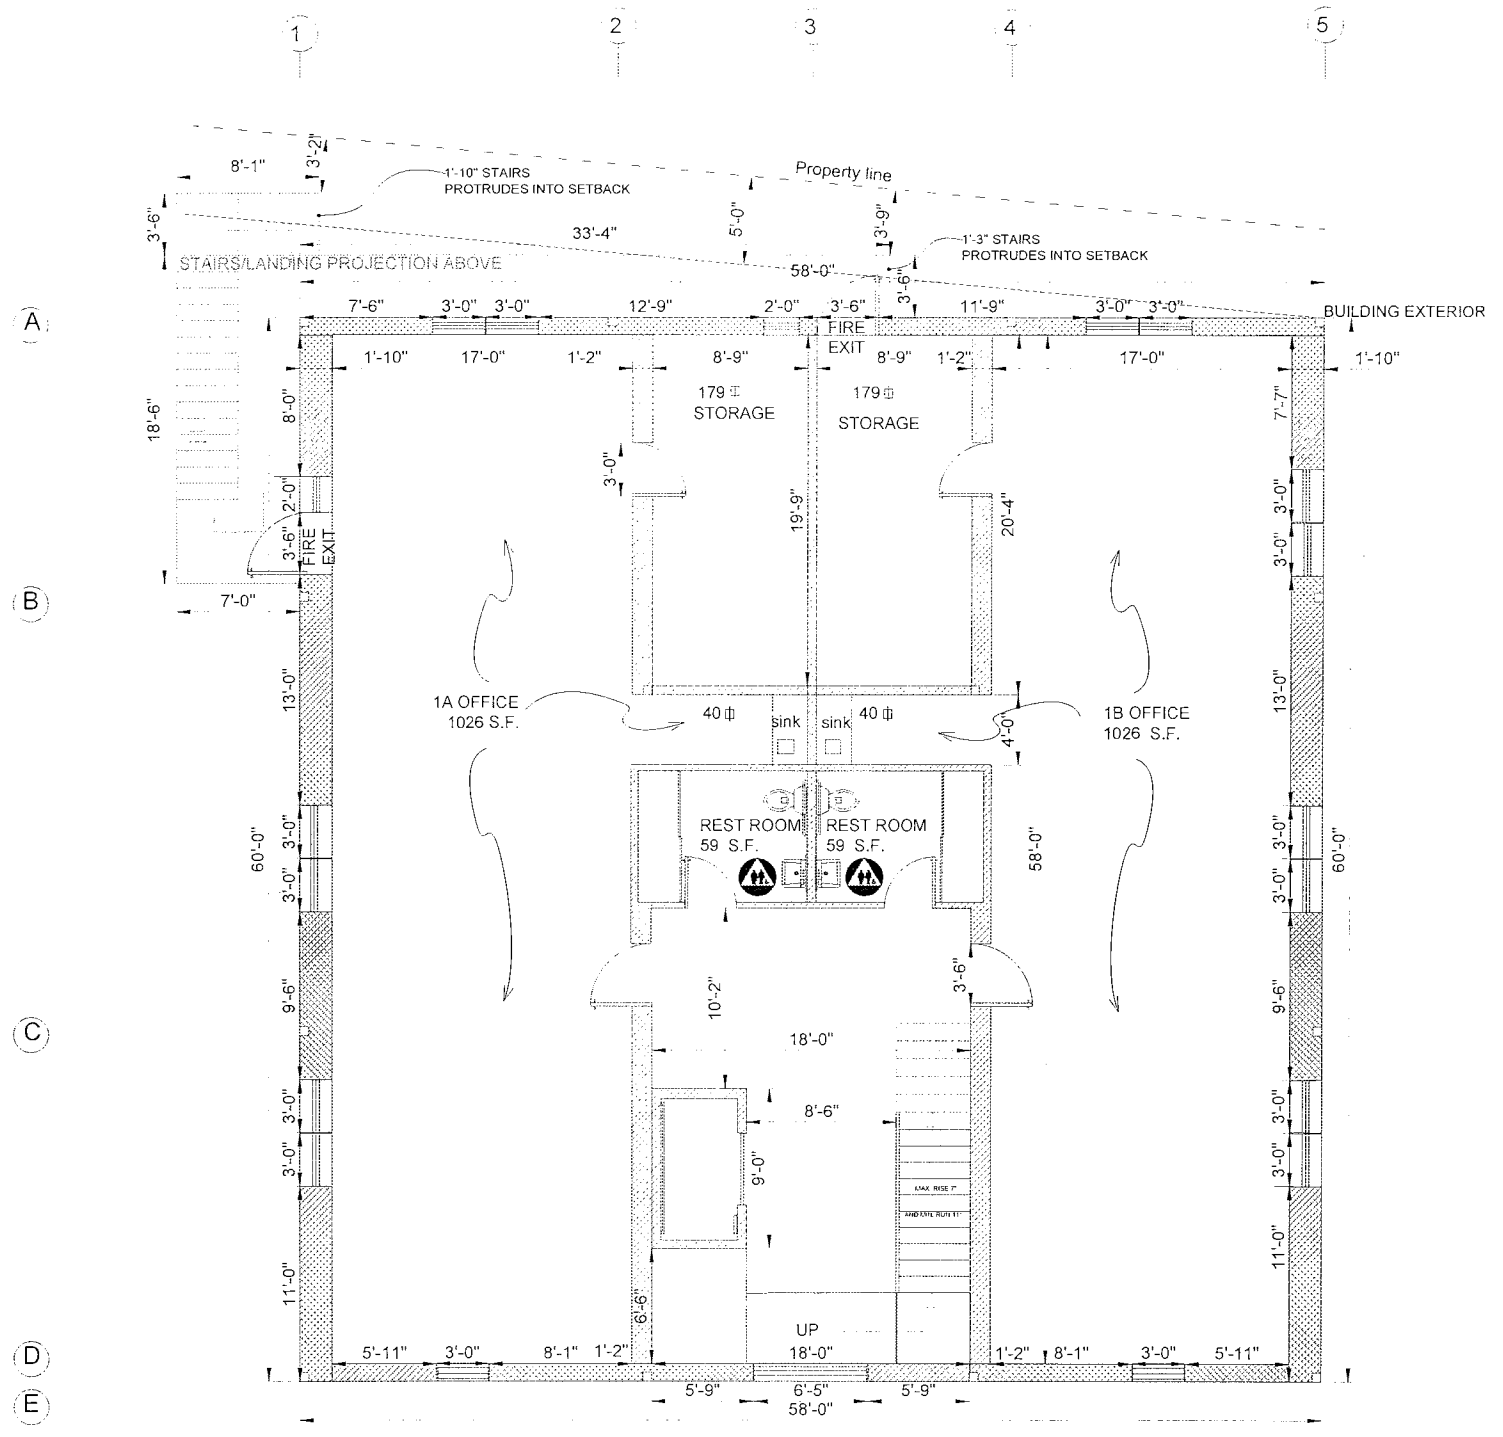 1 2 3 4 5
8'-1" 3'-2"
1'-10" STAIRS
PROTRUDES INTO SETBACK
Property line
3'-6"
33'-4"
5'-0"
3'-9"
1'-3" STAIRS
PROTRUDES INTO SETBACK
STAIRS/LANDING PROJECTION ABOVE
58'-0"
3'-6"
A
7'-6" 3'-0" 3'-0" 12'-9" 2'-0" 3'-6" 11'-9" 3'-0" 3'-0"
BUILDING EXTERIOR
FIRE
EXIT
1'-10" 17'-0" 1'-2" 8'-9" 8'-9" 1'-2" 17'-0" 1'-10"
18'-6"
8'-0"
179
STORAGE
179
STORAGE
7'-7"
3'-0"
2'-0"
3'-6"
FIRE
EXIT
19'-9"
20'-4"
3'-0"
3'-0"
B
7'-0"
13'-0"
13'-0"
1A OFFICE
1026 S.F.
40
sink
sink
40
4'-0"
1B OFFICE
1026 S.F.
60'-0"
3'-0"
3'-0"
REST ROOM
59 S.F.
REST ROOM
59 S.F.
58'-0"
3'-0"
3'-0"
60'-0"
C
9'-6"
10'-2"
3'-6"
9'-6"
18'-0"
3'-0"
3'-0"
8'-6"
9'-0"
MAX. RISE 7"
AND MIN. RUN 11"
3'-0"
3'-0"
11'-0"
6'-6"
11'-0"
UP
D
5'-11" 3'-0" 8'-1" 1'-2" 18'-0" 1'-2" 8'-1" 3'-0" 5'-11"
E
5'-9" 6'-5" 5'-9"
58'-0"